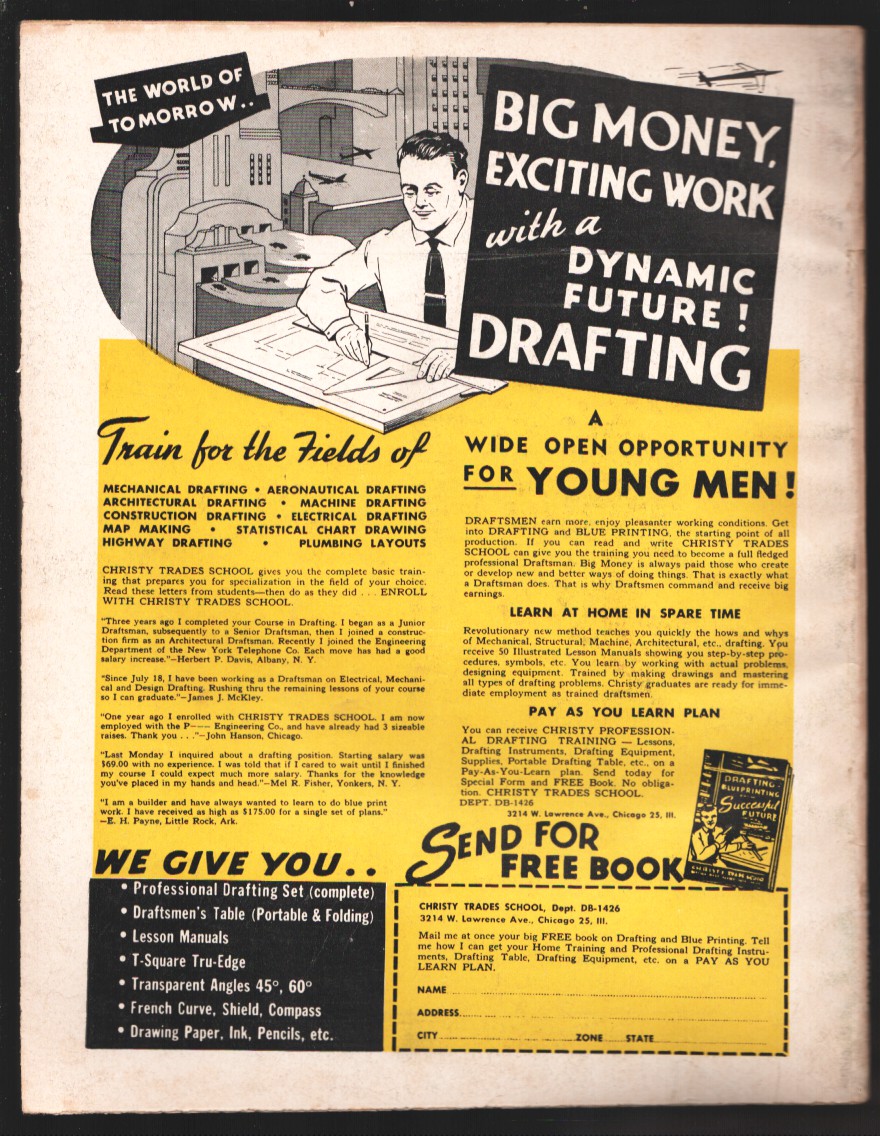 THE WORLD OF
TOMORROW..
BIG MONEY,
EXCITING WORK
with a
DYNAMIC
FUTURE!
DRAFTING
Train for the Fields of
MECHANICAL DRAFTING • AERONAUTICAL DRAFTING
ARCHITECTURAL DRAFTING • MACHINE DRAFTING
CONSTRUCTION DRAFTING • ELECTRICAL DRAFTING
MAP MAKING • STATISTICAL CHART DRAWING
HIGHWAY DRAFTING • PLUMBING LAYOUTS
CHRISTY TRADES SCHOOL gives you the complete basic train-
ing that prepares you for specialization in the field of your choice.
Read these letters from students—then do as they did . . . ENROLL
WITH CHRISTY TRADES SCHOOL.
"Three years ago I completed your Course in Drafting. I began as a Junior
Draftsman, subsequently to a Senior Draftsman, then I joined a construc-
tion firm as an Architectural Draftsman. Recently I joined the Engineering
Department of the New York Telephone Co. Each move has had a good
salary increase."—Herbert P. Davis, Albany, N. Y.
"Since July 18, I have been working as a Draftsman on Electrical, Mechani-
cal and Design Drafting. Rushing thru the remaining lessons of your course
so I can graduate."—James J. McKley.
"One year ago I enrolled with CHRISTY TRADES SCHOOL. I am now
employed with the P—— Engineering Co., and have already had 3 sizeable
raises. Thank you . . ."—John Hanson, Chicago.
"Last Monday I inquired about a drafting position. Starting salary was
$69.00 with no experience. I was told that if I cared to wait until I finished
my course I could expect much more salary. Thanks for the knowledge
you've placed in my hands and head."—Mel R. Fisher, Yonkers, N. Y.
"I am a builder and have always wanted to learn to do blue print
work. I have received as high as $175.00 for a single set of plans."
—E. H. Payne, Little Rock, Ark.
A
WIDE OPEN OPPORTUNITY
FOR YOUNG MEN!
DRAFTSMEN earn more, enjoy pleasanter working conditions. Get
into DRAFTING and BLUE PRINTING, the starting point of all
production. If you can read and write CHRISTY TRADES
SCHOOL can give you the training you need to become a full fledged
professional Draftsman. Big Money is always paid those who create
or develop new and better ways of doing things. That is exactly what
a Draftsman does. That is why Draftsmen command and receive big
earnings.
LEARN AT HOME IN SPARE TIME
Revolutionary new method teaches you quickly the hows and whys
of Mechanical, Structural, Machine, Architectural, etc., drafting. You
receive 50 Illustrated Lesson Manuals showing you step-by-step pro-
cedures, symbols, etc. You learn by working with actual problems,
designing equipment. Trained by making drawings and mastering
all types of drafting problems. Christy graduates are ready for imme-
diate employment as trained draftsmen.
PAY AS YOU LEARN PLAN
You can receive CHRISTY PROFESSION-
AL DRAFTING TRAINING — Lessons,
Drafting Instruments, Drafting Equipment,
Supplies, Portable Drafting Table, etc., on a
Pay-As-You-Learn plan. Send today for
Special Form and FREE Book. No obliga-
tion. CHRISTY TRADES SCHOOL.
DEPT. DB-1426
3214 W. Lawrence Ave., Chicago 25, Ill.
DRAFTING
BLUEPRINTING
Successful
FUTURE
SEND FOR
FREE BOOK
WE GIVE YOU..
• Professional Drafting Set (complete)
• Draftsmen's Table (Portable & Folding)
• Lesson Manuals
• T-Square Tru-Edge
• Transparent Angles 45°, 60°
• French Curve, Shield, Compass
• Drawing Paper, Ink, Pencils, etc.
CHRISTY TRADES SCHOOL, Dept. DB-1426
3214 W. Lawrence Ave., Chicago 25, Ill.
Mail me at once your big FREE book on Drafting and Blue Printing. Tell
me how I can get your Home Training and Professional Drafting Instru-
ments, Drafting Table, Drafting Equipment, etc. on a PAY AS YOU
LEARN PLAN.
NAME
ADDRESS
CITY ZONE STATE